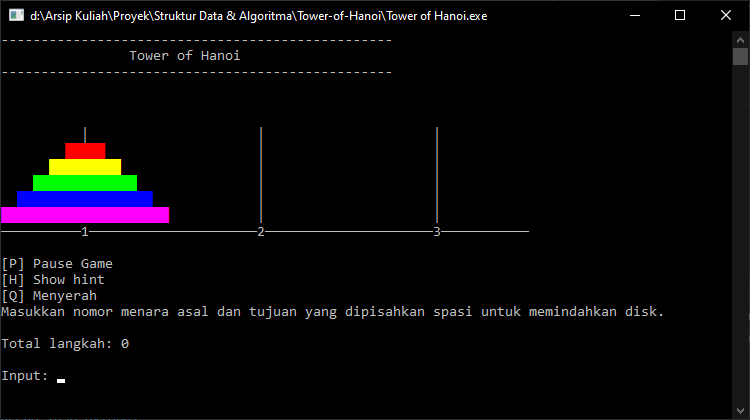 d:\Arsip Kuliah\Proyek\Struktur Data & Algoritma\Tower-of-Hanoi\Tower of Hanoi.exe
-------------------------------------------------
Tower of Hanoi
-------------------------------------------------
1 2 3
[P] Pause Game
[H] Show hint
[Q] Menyerah
Masukkan nomor menara asal dan tujuan yang dipisahkan spasi untuk memindahkan disk.
Total langkah: 0
Input: